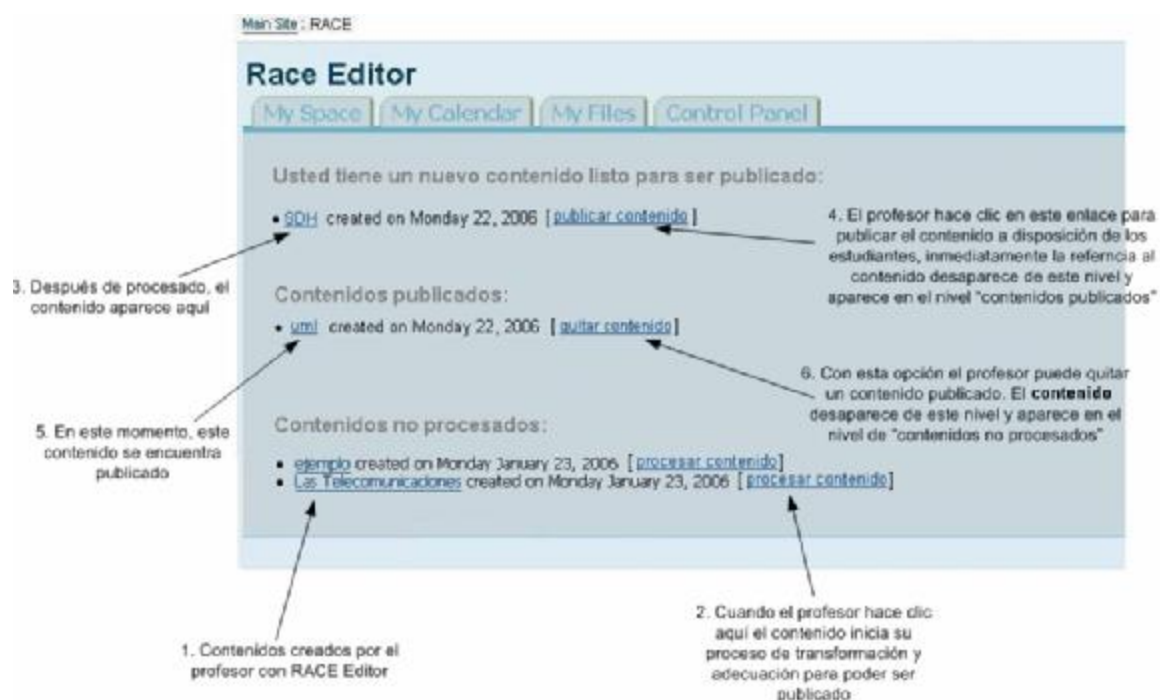 Main Site : RACE
Race Editor
My Space
My Calendar
My Files
Control Panel
Usted tiene un nuevo contenido listo para ser publicado:
• SDH created on Monday 22, 2006 [ publicar contenido ]
4. El profesor hace clic en este enlace para
publicar el contenido a disposición de los
estudiantes, inmediatamente la referncia al
contenido desaparece de este nivel y
aparece en el nivel "contenidos publicados"
3. Después de procesado, el
contenido aparece aquí
Contenidos publicados:
• uml created on Monday 22, 2006 [ quitar contenido]
6. Con esta opción el profesor puede quitar
un contenido publicado. El contenido
desaparece de este nivel y aparece en el
nivel de "contenidos no procesados"
5. En este momento, este
contenido se encuentra
publicado
Contenidos no procesados:
• ejemplo created on Monday January 23, 2006 [procesar contenido]
• Las Telecomunicaciones created on Monday January 23, 2006 [procesar contenido]
1. Contenidos creados por el
profesor con RACE Editor
2. Cuando el profesor hace clic
aquí el contenido inicia su
proceso de transformación y
adecuación para poder ser
publicado